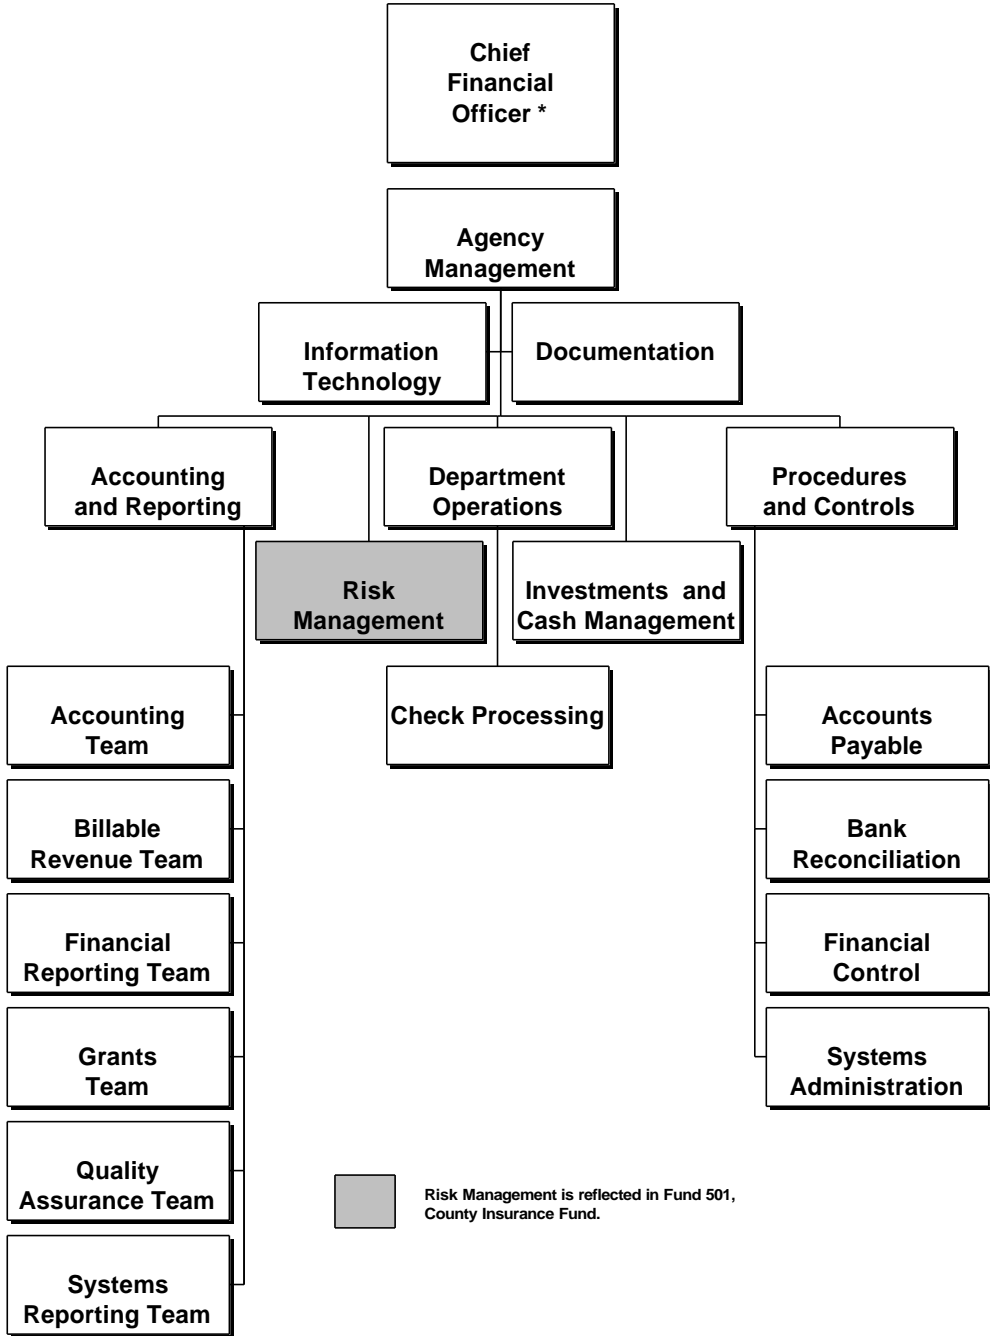 Chief
Financial
Officer *
Agency
Management
Information
Technology
Documentation
Accounting
and Reporting
Department
Operations
Procedures
and Controls
Risk
Management
Investments and
Cash Management
Accounting
Team
Check Processing
Accounts
Payable
Billable
Revenue Team
Bank
Reconciliation
Financial
Reporting Team
Financial
Control
Grants
Team
Systems
Administration
Quality
Assurance Team
Risk Management is reflected in Fund 501,
County Insurance Fund.
Systems
Reporting Team